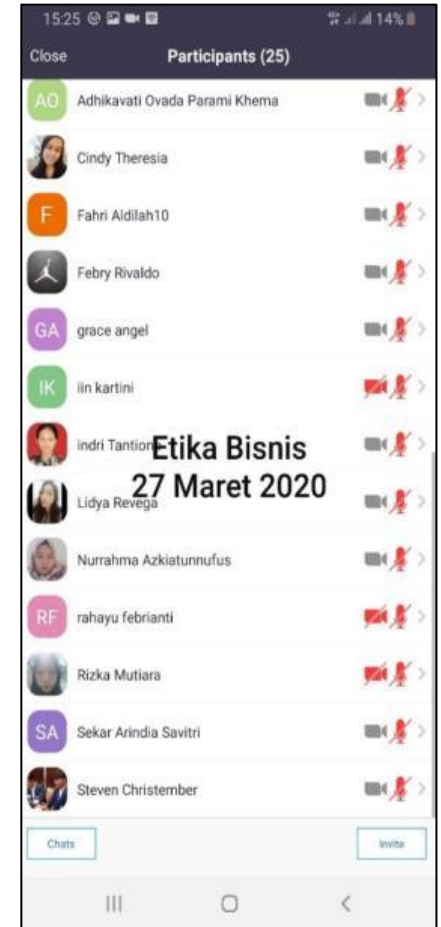 15:25 14%
Close Participants (25)
AO Adhikavati Ovada Parami Khema
Cindy Theresia
F Fahri Aldilah10
Febry Rivaldo
GA grace angel
IK iin kartini
indri Tantiono
Etika Bisnis
27 Maret 2020
Lidya Revega
Nurrahma Azkiatunnufus
RF rahayu febrianti
Rizka Mutiara
SA Sekar Arindia Savitri
Steven Christember
Chats Invite